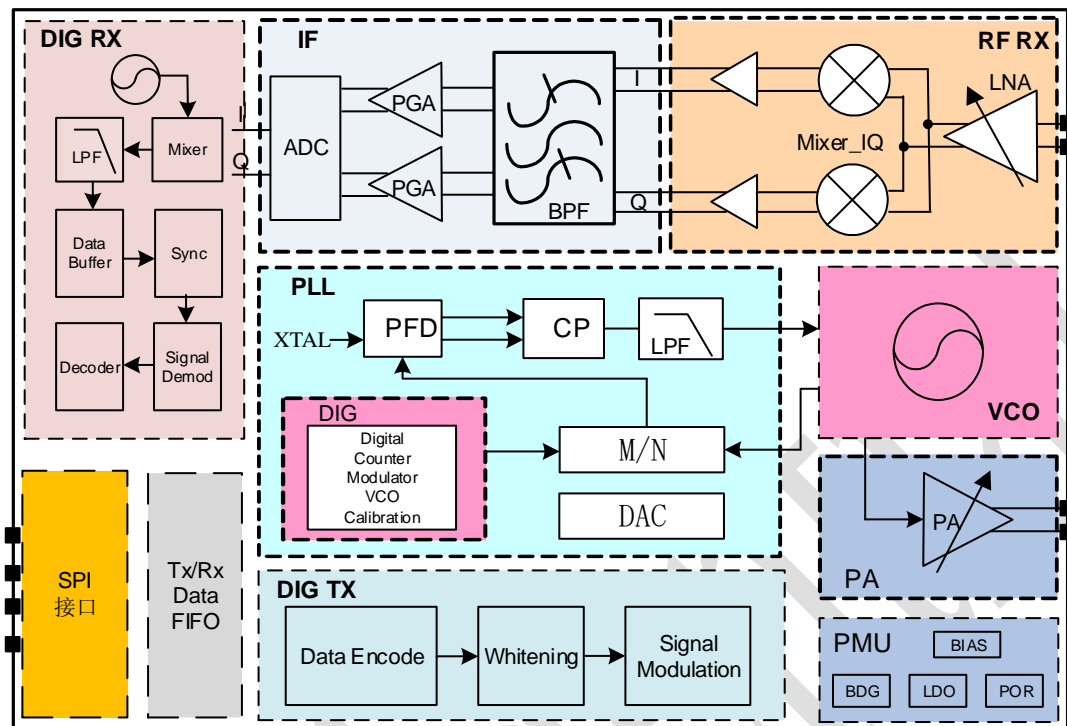 DIG RX
I
Q
LPF
Mixer
Data
Buffer
Sync
Decoder
Signal
Demod
IF
ADC
PGA
PGA
BPF
I
Q
RF RX
LNA
Mixer_IQ
PLL
XTAL
PFD
CP
LPF
DIG
Digital
Counter
Modulator
VCO
Calibration
M/N
DAC
VCO
PA
PA
SPI
接口
Tx/Rx
Data
FIFO
DIG TX
Data Encode
Whitening
Signal
Modulation
PMU
BIAS
BDG
LDO
POR